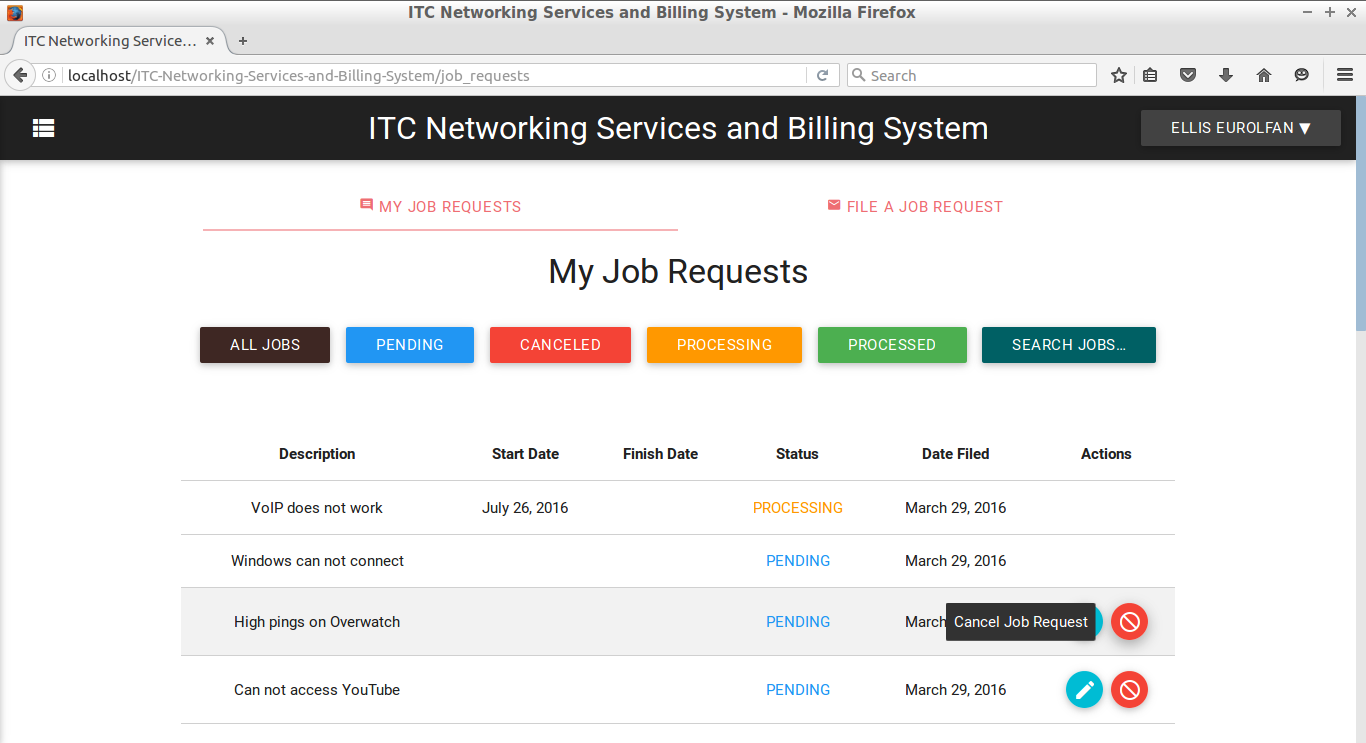 ITC Networking Services and Billing System - Mozilla Firefox
ITC Networking Service...
localhost/ITC-Networking-Services-and-Billing-System/job_requests
Search
ITC Networking Services and Billing System
ELLIS EUROLFAN ▼
MY JOB REQUESTS
FILE A JOB REQUEST
My Job Requests
ALL JOBS PENDING CANCELED PROCESSING PROCESSED SEARCH JOBS...
Description Start Date Finish Date Status Date Filed Actions
VoIP does not work July 26, 2016 PROCESSING March 29, 2016
Windows can not connect PENDING March 29, 2016
High pings on Overwatch PENDING March Cancel Job Request
Can not access YouTube PENDING March 29, 2016